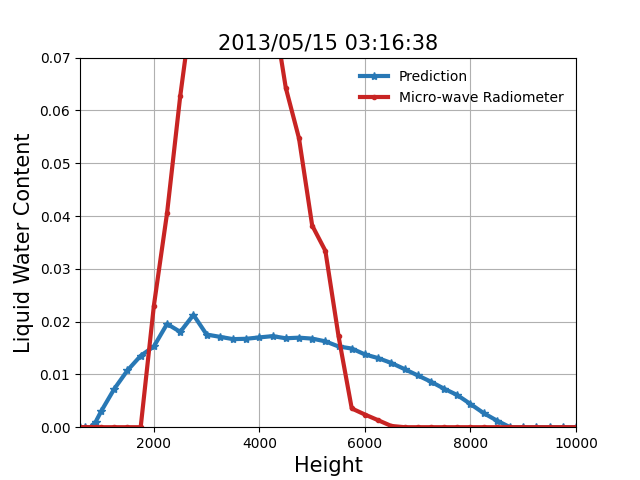 2013/05/15 03:16:38
0.07
0.06
0.05
0.04
0.03
0.02
0.01
0.00
Liquid Water Content
Prediction
Micro-wave Radiometer
2000 4000 6000 8000 10000
Height